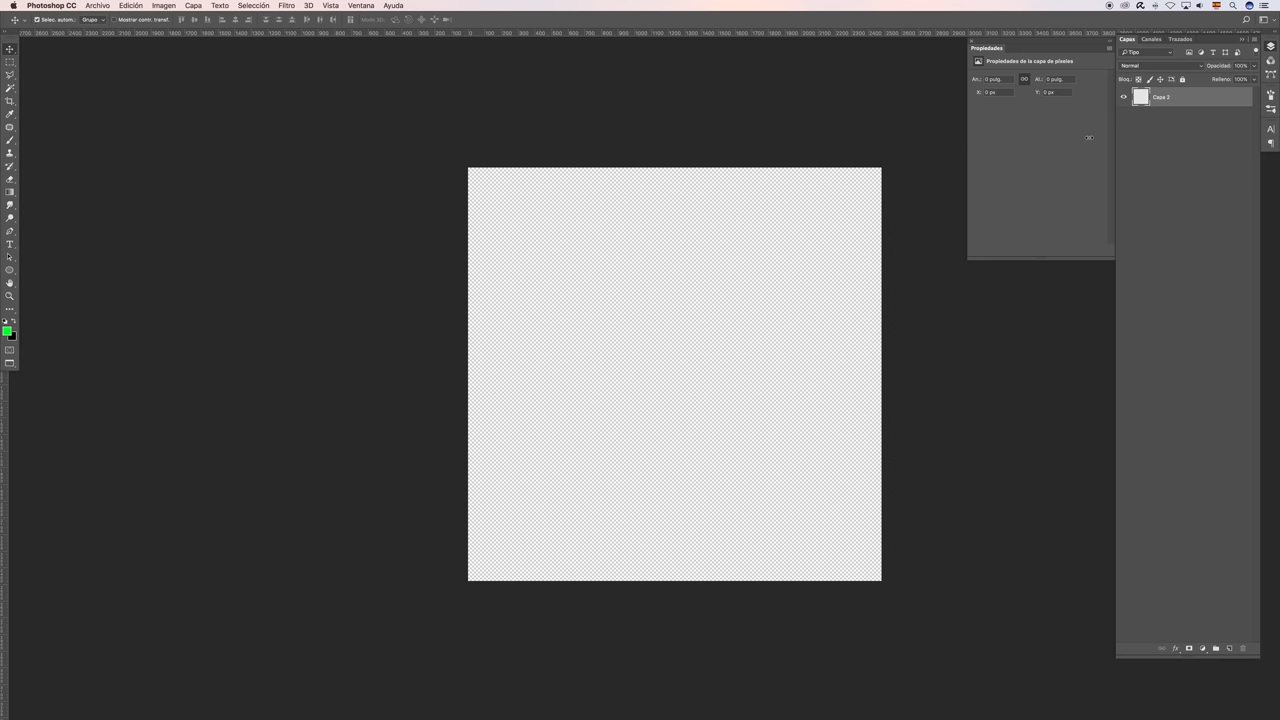 Photoshop CC Archivo Edición Imagen Capa Texto Selección Filtro 3D Vista Ventana Ayuda
Selec. autom.: Grupo Mostrar contr. transf. Modo 3D:
Propiedades
Propiedades de la capa de píxeles
An.: 0 pulg. Al.: 0 pulg.
X: 0 px Y: 0 px
Capas Canales Trazados
Tipo
Normal Opacidad: 100%
Bloq.: Relleno: 100%
Capa 2